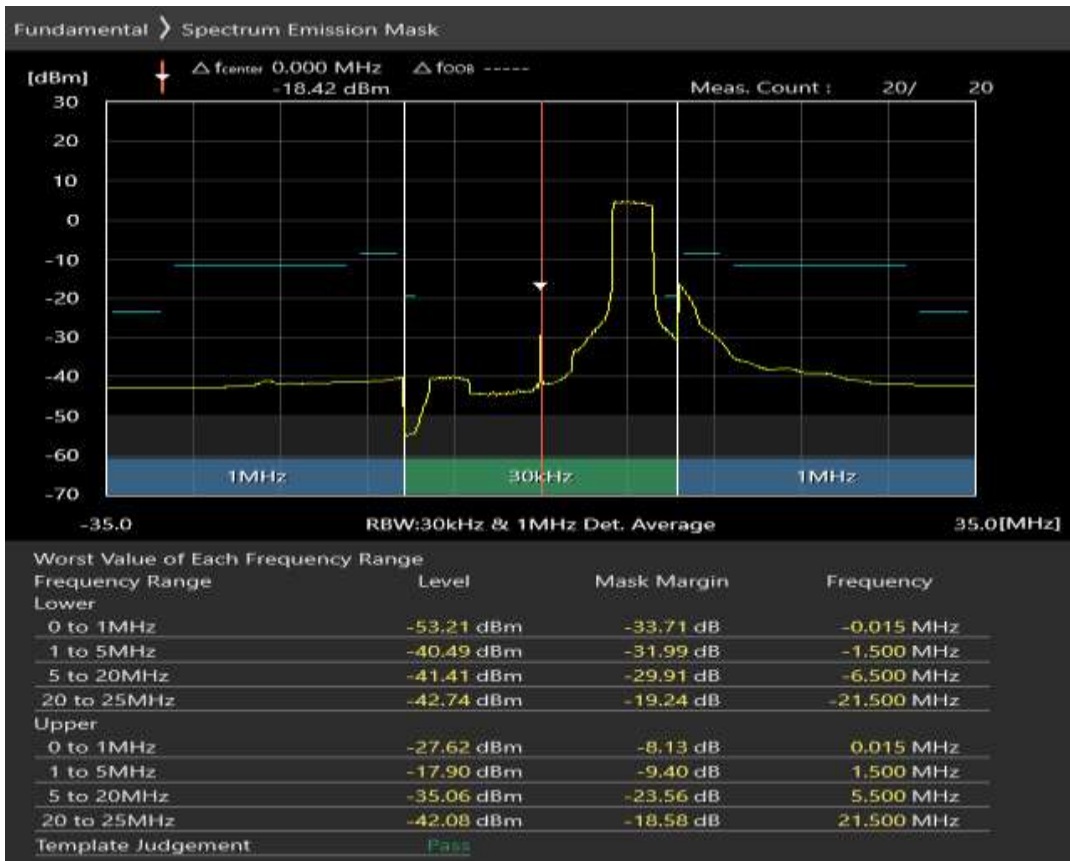 Fundamental 〉 Spectrum Emission Mask
[dBm] △ fcenter 0.000 MHz △ fOOB -----
-18.42 dBm Meas. Count : 20/ 20
30
20
10
0
-10
-20
-30
-40
-50
-60
1MHz 30kHz 1MHz
-70
-35.0 RBW:30kHz & 1MHz Det. Average 35.0[MHz]
Worst Value of Each Frequency Range
Frequency Range Level Mask Margin Frequency
Lower
0 to 1MHz -53.21 dBm -33.71 dB -0.015 MHz
1 to 5MHz -40.49 dBm -31.99 dB -1.500 MHz
5 to 20MHz -41.41 dBm -29.91 dB -6.500 MHz
20 to 25MHz -42.74 dBm -19.24 dB -21.500 MHz
Upper
0 to 1MHz -27.62 dBm -8.13 dB 0.015 MHz
1 to 5MHz -17.90 dBm -9.40 dB 1.500 MHz
5 to 20MHz -35.06 dBm -23.56 dB 5.500 MHz
20 to 25MHz -42.08 dBm -18.58 dB 21.500 MHz
Template Judgement Pass